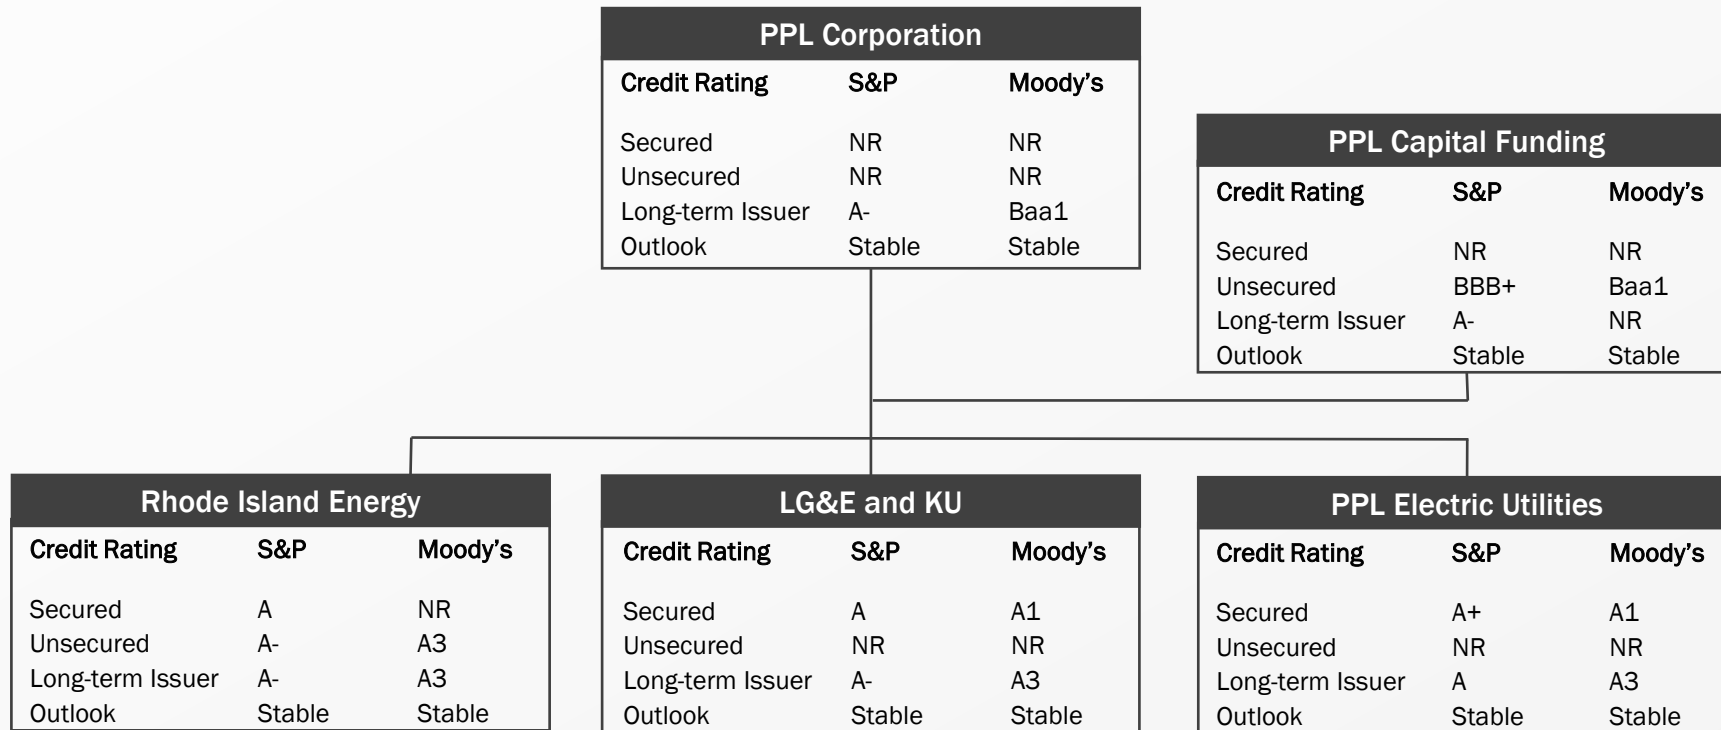 PPL Corporation
Credit Rating S&P Moody's
Secured NR NR
Unsecured NR NR
Long-term Issuer A- Baa1
Outlook Stable Stable
PPL Capital Funding
Credit Rating S&P Moody's
Secured NR NR
Unsecured BBB+ Baa1
Long-term Issuer A- NR
Outlook Stable Stable
Rhode Island Energy
Credit Rating S&P Moody's
Secured A NR
Unsecured A- A3
Long-term Issuer A- A3
Outlook Stable Stable
LG&E and KU
Credit Rating S&P Moody's
Secured A A1
Unsecured NR NR
Long-term Issuer A- A3
Outlook Stable Stable
PPL Electric Utilities
Credit Rating S&P Moody's
Secured A+ A1
Unsecured NR NR
Long-term Issuer A A3
Outlook Stable Stable